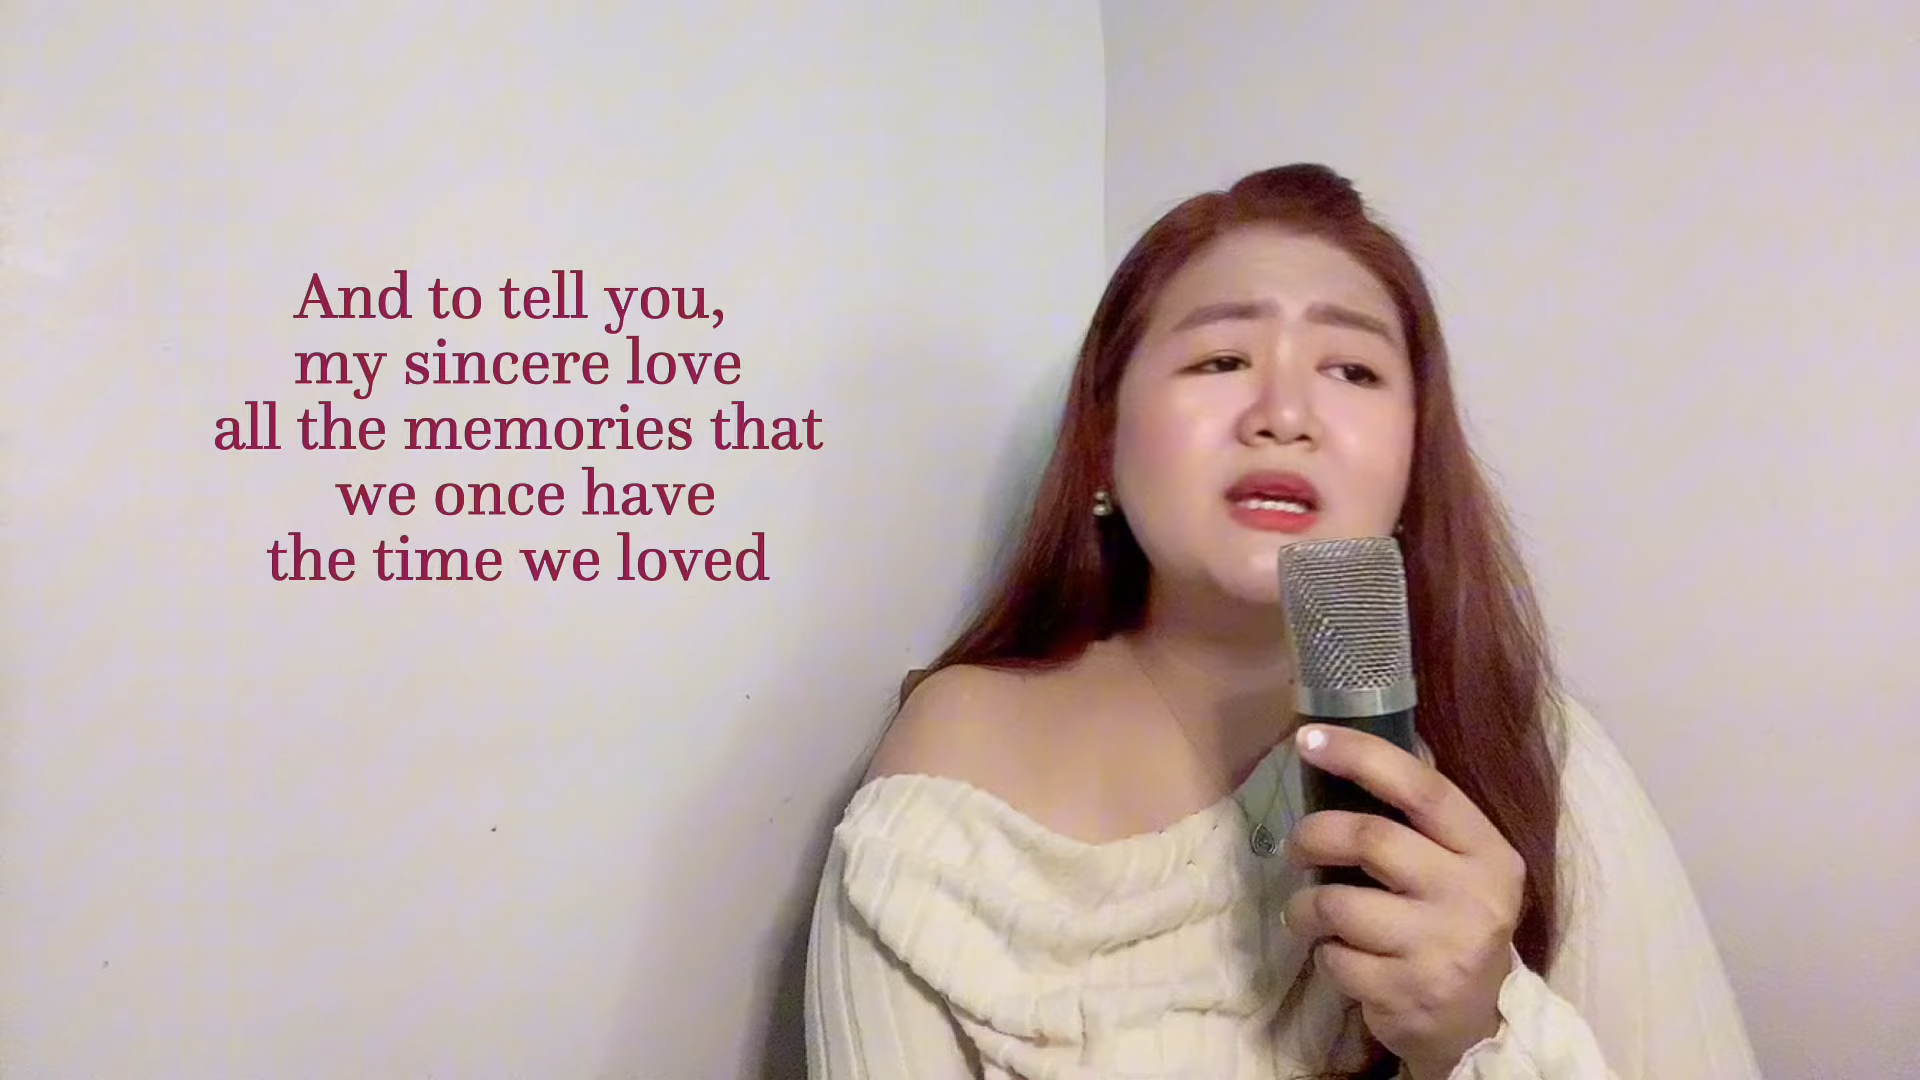 And to tell you,
my sincere love
all the memories that
we once have
the time we loved